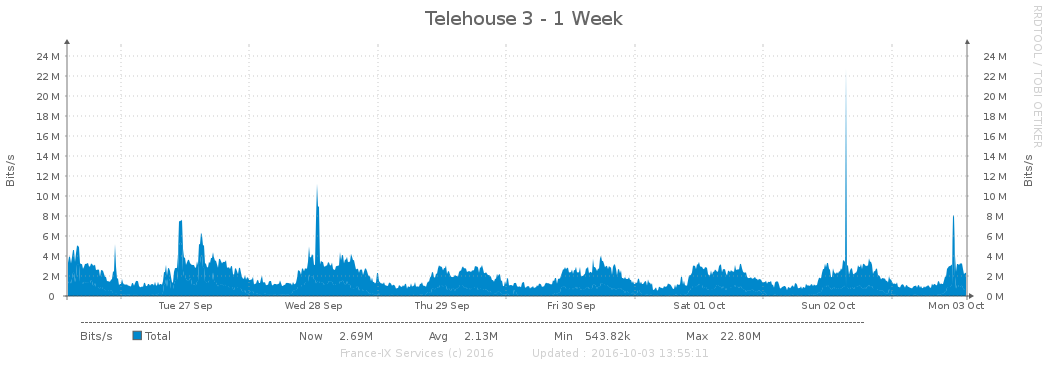 Telehouse 3 - 1 Week
RRDTOOL / TOBI OETIKER
24 M 24 M
22 M 22 M
20 M 20 M
18 M 18 M
16 M 16 M
14 M 14 M
12 M 12 M
10 M 10 M
8 M 8 M
6 M 6 M
4 M 4 M
2 M 2 M
0 0 M
Bits/s
Bits/s
Tue 27 Sep Wed 28 Sep Thu 29 Sep Fri 30 Sep Sat 01 Oct Sun 02 Oct Mon 03 Oct
Bits/s Total Now 2.69M Avg 2.13M Min 543.82k Max 22.80M
France-IX Services (c) 2016 Updated : 2016-10-03 13:55:11